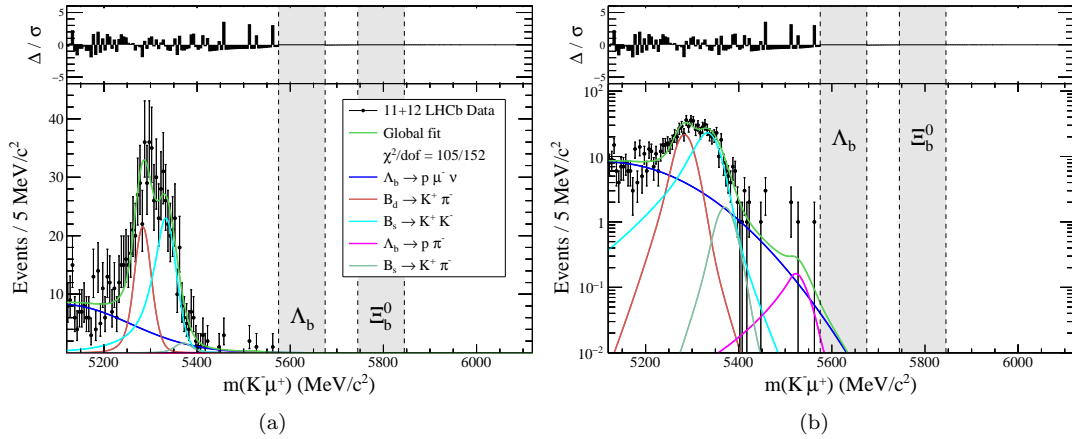 Δ / σ
5
0
−5
Events / 5 MeV/c²
40
30
20
10
11+12 LHCb Data
Global fit
χ²/dof = 105/152
Λb → p μ⁻ ν
Bd → K⁺ π⁻
Bs → K⁺ K⁻
Λb → p π⁻
Bs → K⁺ π⁻
Λb
Ξb⁰
5200 5400 5600 5800 6000
m(K⁻μ⁺) (MeV/c²)
(a)
Δ / σ
5
0
−5
Events / 5 MeV/c²
10²
10
1
10⁻¹
10⁻²
Λb
Ξb⁰
5200 5400 5600 5800 6000
m(K⁻μ⁺) (MeV/c²)
(b)